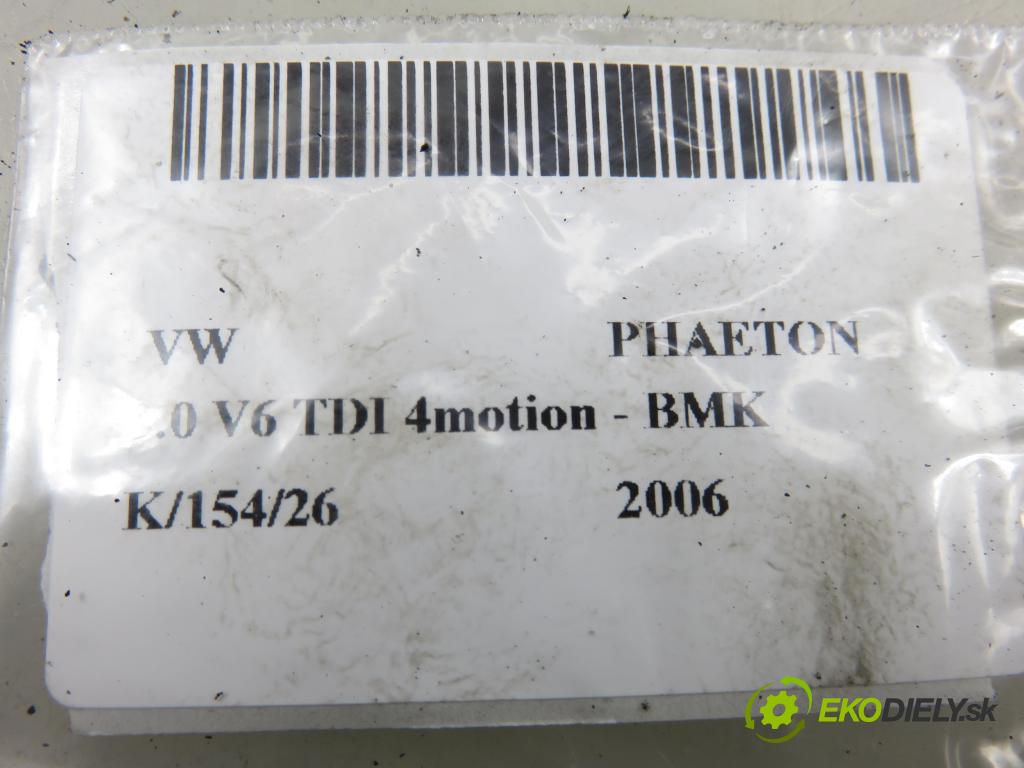 VW PHAETON
.0 V6 TDI 4motion - BMK
K/154/26 2006
EKODIELY.sk